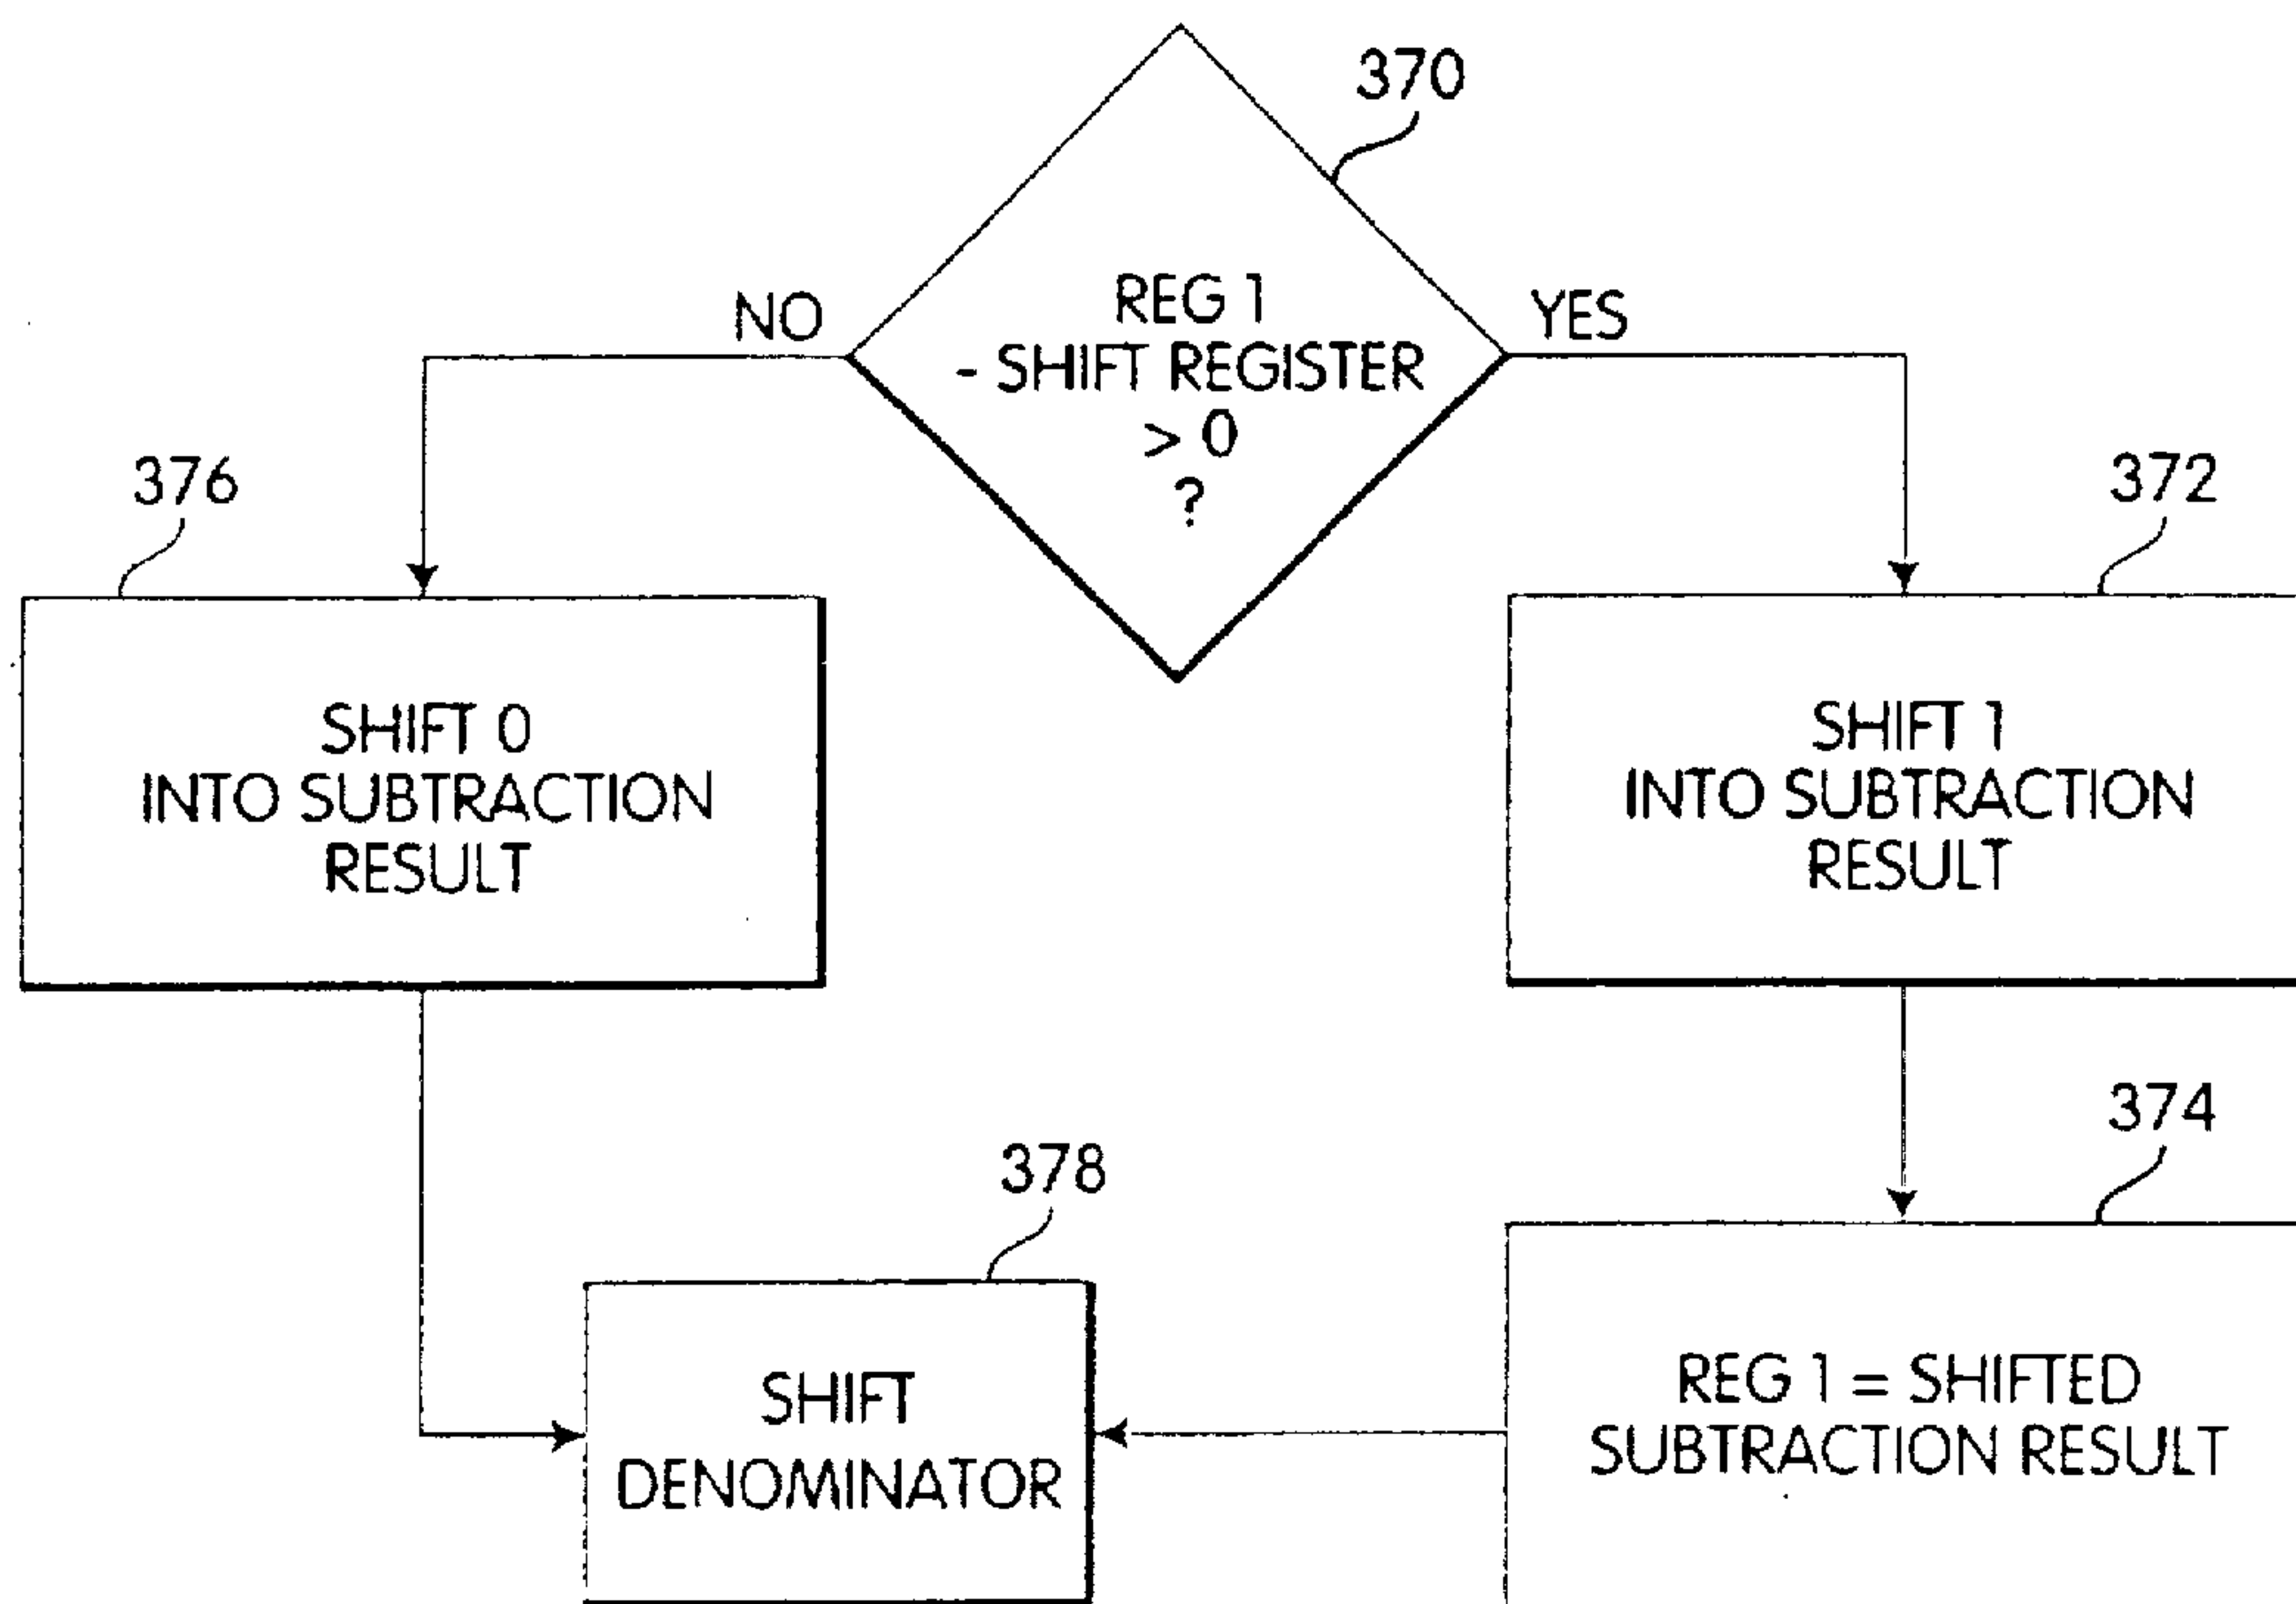 370
REG 1
- SHIFT REGISTER
> 0
?
NO
YES
376
SHIFT 0
INTO SUBTRACTION
RESULT
372
SHIFT 1
INTO SUBTRACTION
RESULT
378
SHIFT
DENOMINATOR
374
REG 1 = SHIFTED
SUBTRACTION RESULT